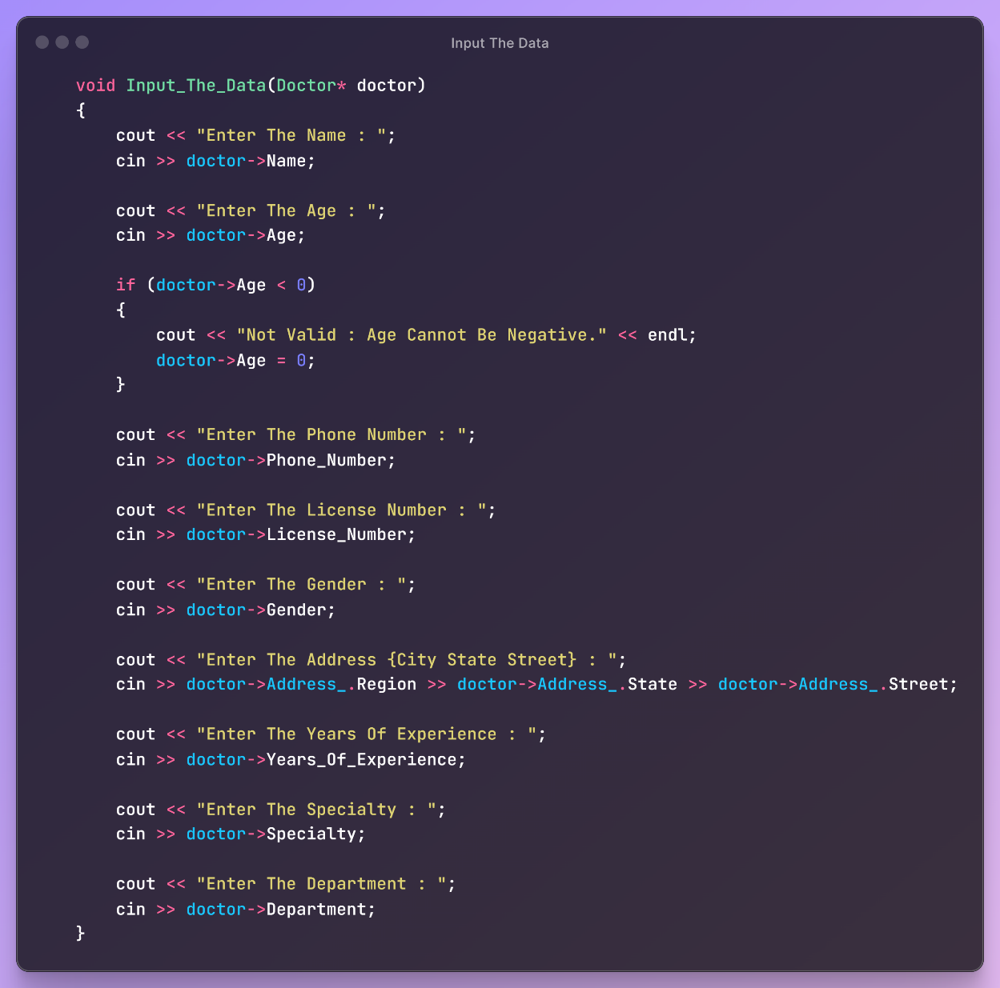 Input The Data
void Input_The_Data(Doctor* doctor)
{
    cout << "Enter The Name : ";
    cin >> doctor->Name;

    cout << "Enter The Age : ";
    cin >> doctor->Age;

    if (doctor->Age < 0)
    {
        cout << "Not Valid : Age Cannot Be Negative." << endl;
        doctor->Age = 0;
    }

    cout << "Enter The Phone Number : ";
    cin >> doctor->Phone_Number;

    cout << "Enter The License Number : ";
    cin >> doctor->License_Number;

    cout << "Enter The Gender : ";
    cin >> doctor->Gender;

    cout << "Enter The Address {City State Street} : ";
    cin >> doctor->Address_.Region >> doctor->Address_.State >> doctor->Address_.Street;

    cout << "Enter The Years Of Experience : ";
    cin >> doctor->Years_Of_Experience;

    cout << "Enter The Specialty : ";
    cin >> doctor->Specialty;

    cout << "Enter The Department : ";
    cin >> doctor->Department;
}